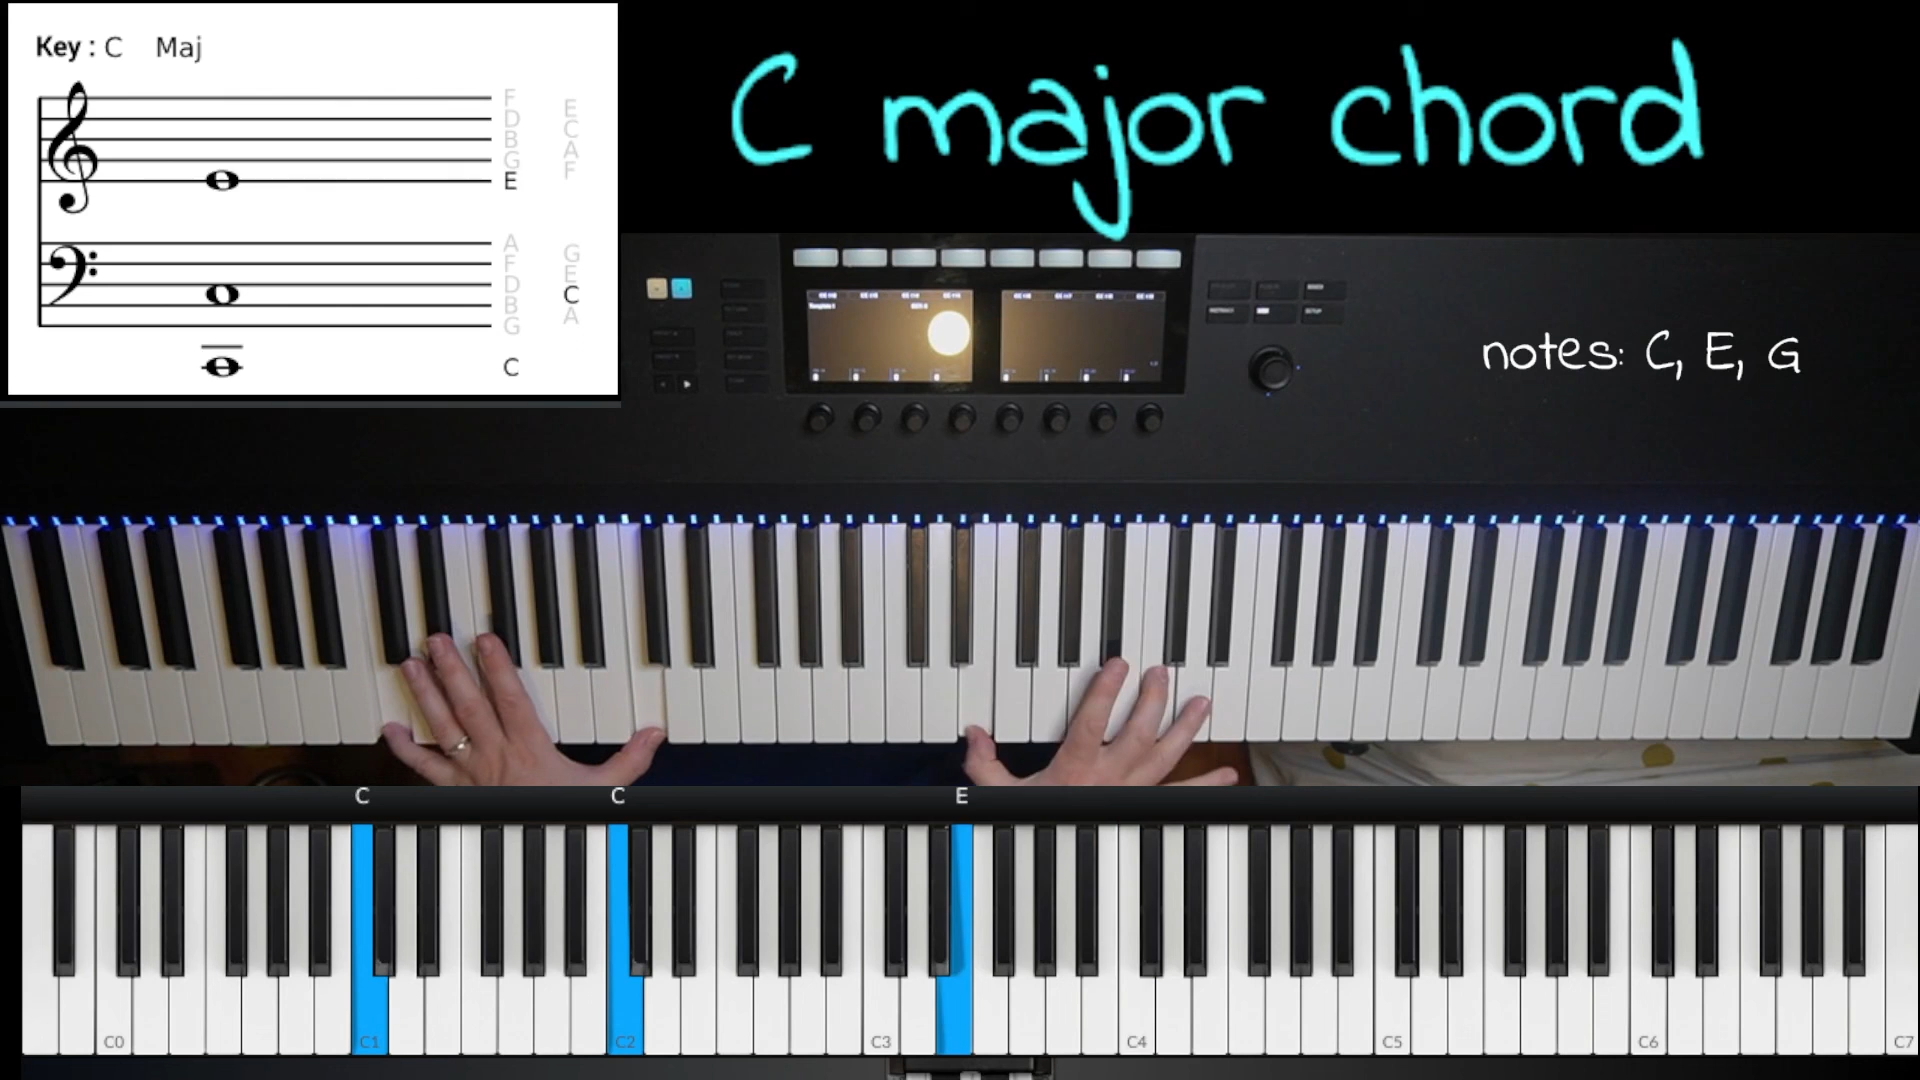 Key : C Maj
F
E
D
C
B
A
G
F
E
A
G
F
E
D
C
B
A
G
C
C major chord
notes: C, E, G
C C E
C0 C1 C2 C3 C4 C5 C6 C7